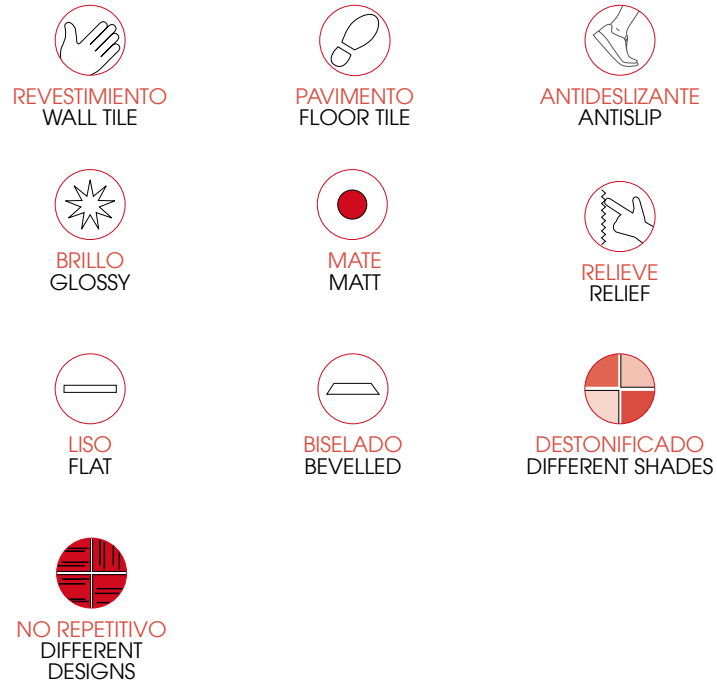 REVESTIMIENTO
WALL TILE
PAVIMENTO
FLOOR TILE
ANTIDESLIZANTE
ANTISLIP
BRILLO
GLOSSY
MATE
MATT
RELIEVE
RELIEF
LISO
FLAT
BISELADO
BEVELLED
DESTONIFICADO
DIFFERENT SHADES
NO REPETITIVO
DIFFERENT
DESIGNS